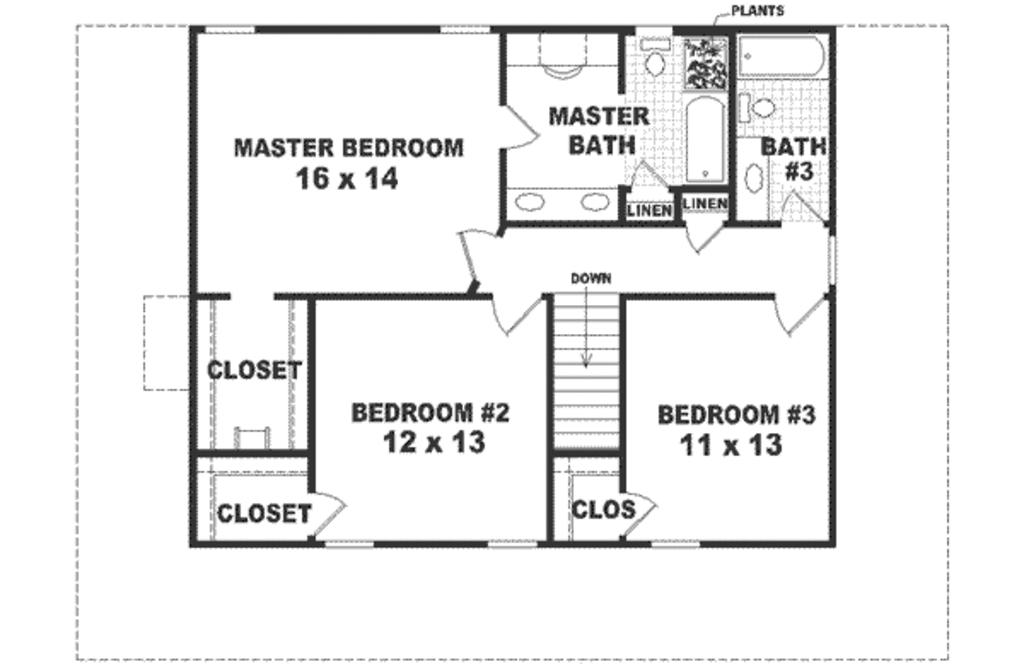 PLANTS
MASTER BEDROOM
16 x 14
MASTER
BATH
BATH
#3
LINEN
LINEN
DOWN
CLOSET
BEDROOM #2
12 x 13
BEDROOM #3
11 x 13
CLOSET
CLOS